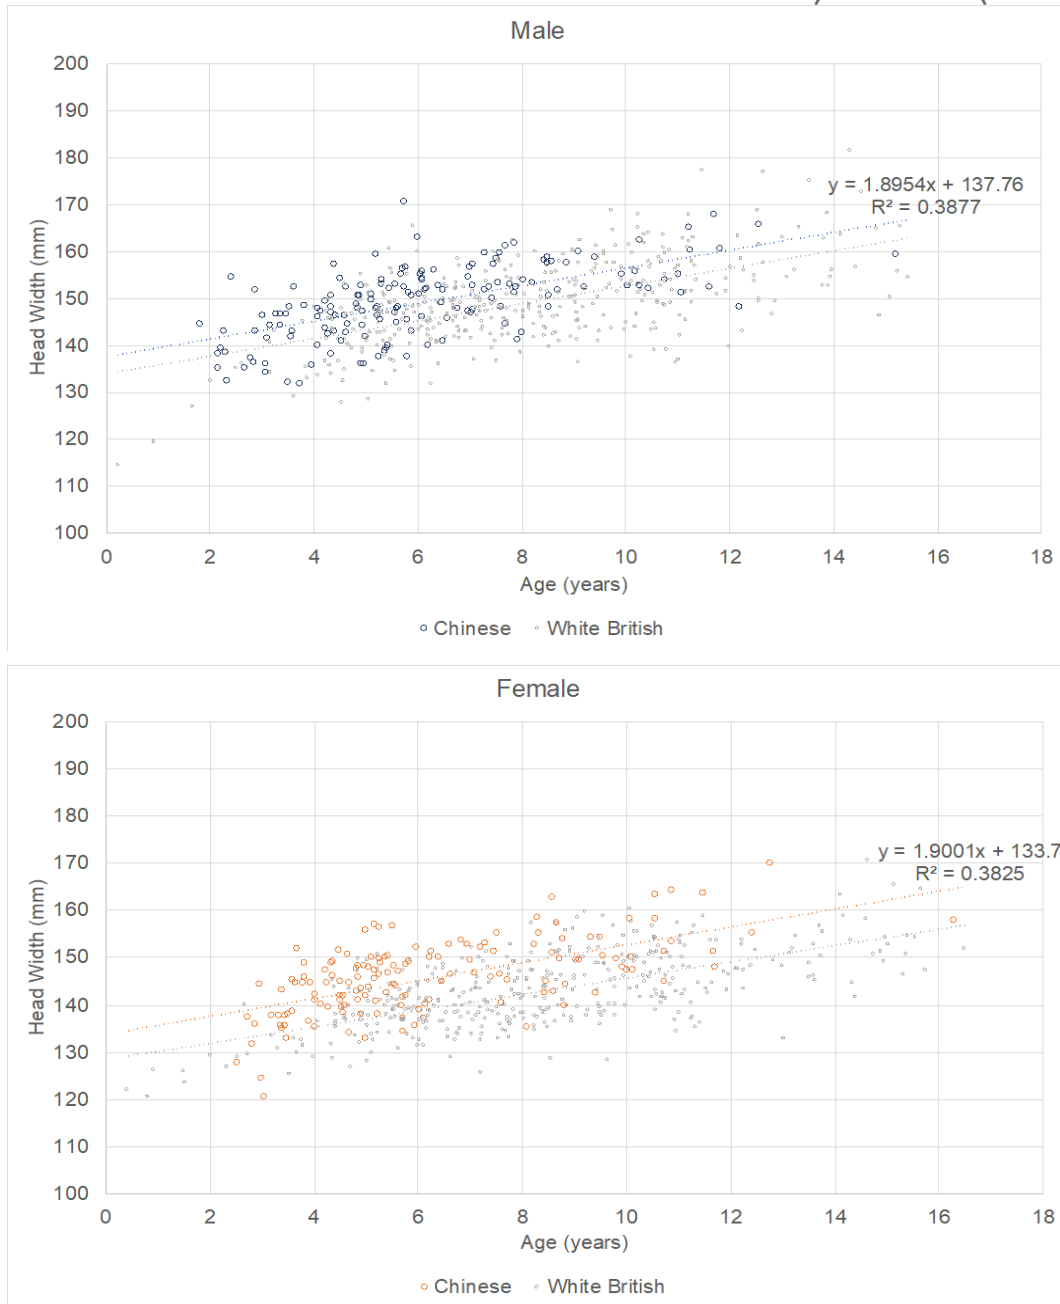 Male
200
190
180
170
160
150
140
130
120
110
100
Head Width (mm)
y = 1.8954x + 137.76
R² = 0.3877
0 2 4 6 8 10 12 14 16 18
Age (years)
Chinese White British
Female
200
190
180
170
160
150
140
130
120
110
100
Head Width (mm)
y = 1.9001x + 133.7
R² = 0.3825
0 2 4 6 8 10 12 14 16 18
Age (years)
Chinese White British